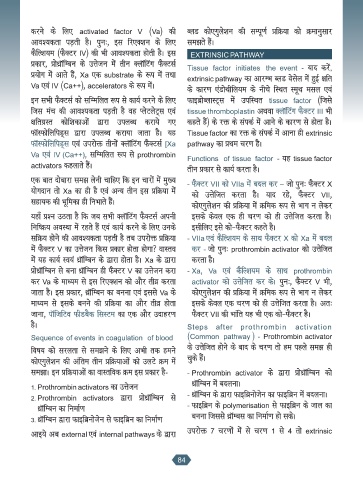 करने के लिए activated factor V (Va) की
आवश्यकता पड़ती है। पुनः, इस रिएक्शन के लिए
कैल्शियम (फैक्टर IV) की भी आवश्यकता होती है। इस
प्रकार, प्रोथ्रॉम्बिन के उत्तेजन में तीन क्लॉटिंग फैक्टर्स
प्रयोग में आते हैं, Xa एक substrate के रूप में तथा
Va एवं IV (Ca++), accelerators के रूप में।
इन सभी फैक्टर्स को सम्मिलित रूप से कार्य करने के लिए
जिस मंच की आवश्यकता पड़ती है वह प्लेटलेट्स एवं
क्षतिग्रस्त कोशिकाओं द्वारा उपलब्ध कराये गए
फॉस्फोलिपिड्स द्वारा उपलब्ध कराया जाता है। यह
फॉस्फोलिपिड्स एवं उपरोक्त तीनों क्लॉटिंग फैक्टर्स [Xa
Va एवं IV (Ca++), सम्मिलित रूप से prothrombin
activators कहलाते हैं।
एक बात दोबारा समझ लेनी चाहिए कि इन चारों में मुख्य
योगदान तो Xa का ही है एवं अन्य तीन इस प्रक्रिया में
सहायक की भूमिका ही निभाते हैं।
यहाँ प्रश्न उठता है कि जब सभी क्लॉटिंग फैक्टर्स अपनी
निष्क्रिय अवस्था में रहते हैं एवं कार्य करने के लिए उनके
सक्रिय होने की आवश्यकता पड़ती है तब उपरोक्त प्रक्रिया
में फैक्टर V का उत्तेजन किस प्रकार होता होगा? वास्तव
में यह कार्य स्वयं थ्रॉम्बिन के द्वारा होता है। Xa के द्वारा
प्रोथ्रॉम्बिन से बना थ्रॉम्बिन ही फैक्टर V का उत्तेजन करा
कर Va के माध्यम से इस रिएक्शन को और तीव्र कराता
जाता है। इस प्रकार, थ्रॉम्बिन का बनना एवं इससे Va के
माध्यम से इसके बनने की प्रक्रिया का और तीव्र होता
जाना, पॉजिटिव फीडबैक सिस्टम का एक और उदाहरण
है।
Sequence of events in coagulation of blood
विषय को सरलता से समझाने के लिए अभी तक हमने
कोएगुलेशन की अंतिम तीन प्रक्रियाओं को उलटे क्रम में
समझा। इन प्रक्रियाओं का वास्तविक क्रम इस प्रकार है-
1. Prothrombin activators का उत्तेजन
2. Prothrombin activators द्वारा प्रोथ्रॉम्बिन से
थ्रॉम्बिन का निर्माण
3. थ्रॉम्बिन द्वारा फाइब्रिनोजेन से फाइब्रिन का निर्माण
आइये अब external एवं internal pathways के द्वारा
ब्लड कोएगुलेशन की सम्पूर्ण प्रक्रिया को क्रमानुसार
समझते हैं।
EXTRINSIC PATHWAY
Tissue factor initiates the event - याद करें,
extrinsic pathway का आरम्भ ब्लड वेसेल्स में हुई क्षति
के कारण एंडोथीलियम के नीचे स्थित स्मूथ मसल एवं
फाइब्रोब्लास्ट्स में उपस्थित tissue factor (जिसे
tissue thromboplastin अथवा क्लॉटिंग फैक्टर III भी
कहते हैं) के रक्त के संपर्क में आने के कारण से होता है।
Tissue factor का रक्त के संपर्क में आना ही extrinsic
pathway का प्रथम चरण है।
Functions of tissue factor - यह tissue factor
तीन प्रकार से कार्य करता है।
- फैक्टर VII को VIIa में बदल कर – जो पुनः फैक्टर X
को उत्तेजित करता है। याद रहे, फैक्टर VII,
कोएगुलेशन की प्रक्रिया में क्रमिक रूप से भाग न लेकर
इसके केवल एक ही चरण को ही उत्तेजित करता है।
इसीलिए इसे को-फैक्टर कहते है।
- VIIa एवं कैल्शियम के साथ फैक्टर X को Xa में बदल
कर - जो पुनः prothrombin activator को उत्तेजित
करता है।
- Xa, Va एवं कैल्शियम के साथ prothrombin
activator को उत्तेजित कर के। पुनः, फैक्टर V भी,
कोएगुलेशन की प्रक्रिया में क्रमिक रूप से भाग न लेकर
इसके केवल एक चरण को ही उत्तेजित करता है। अतः
फैक्टर VII की भांति यह भी एक को-फैक्टर है।
Steps after prothrombin activation
(Common pathway) - Prothrombin activator
के उत्तेजित होने के बाद के चरण तो हम पहले समझ ही
चुके हैं।
- Prothrombin activator के द्वारा प्रोथ्रॉम्बिन को
थ्रॉम्बिन में बदलना।
- थ्रॉम्बिन के द्वारा फाइब्रिनोजेन का फाइब्रिन में बदलना।
- फाइब्रिन के polymerisation से फाइब्रिन के जाल का
बनना जिससे थ्रॉम्बस का निर्माण हो सके।
उपरोक्त 7 चरणों में से चरण 1 से 4 तो extrinsic
84